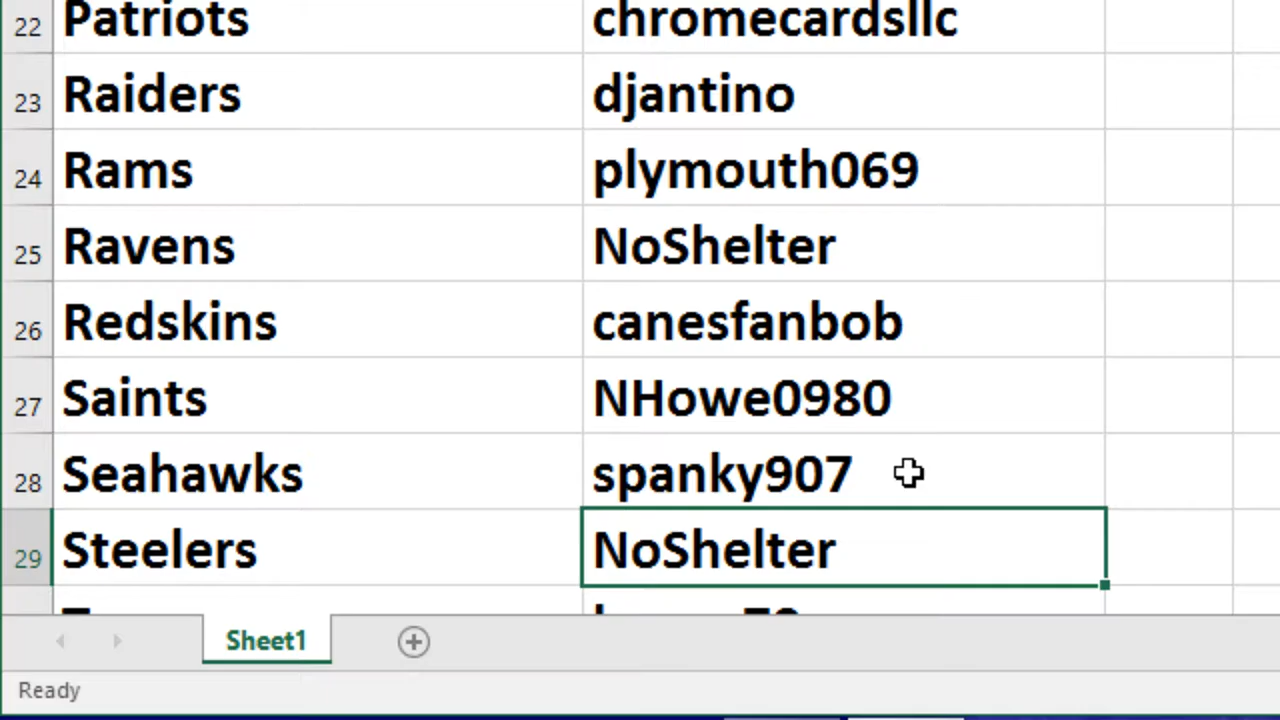 22 Patriots chromecardsllc
23 Raiders djantino
24 Rams plymouth069
25 Ravens NoShelter
26 Redskins canesfanbob
27 Saints NHowe0980
28 Seahawks spanky907
29 Steelers NoShelter
Sheet1
Ready